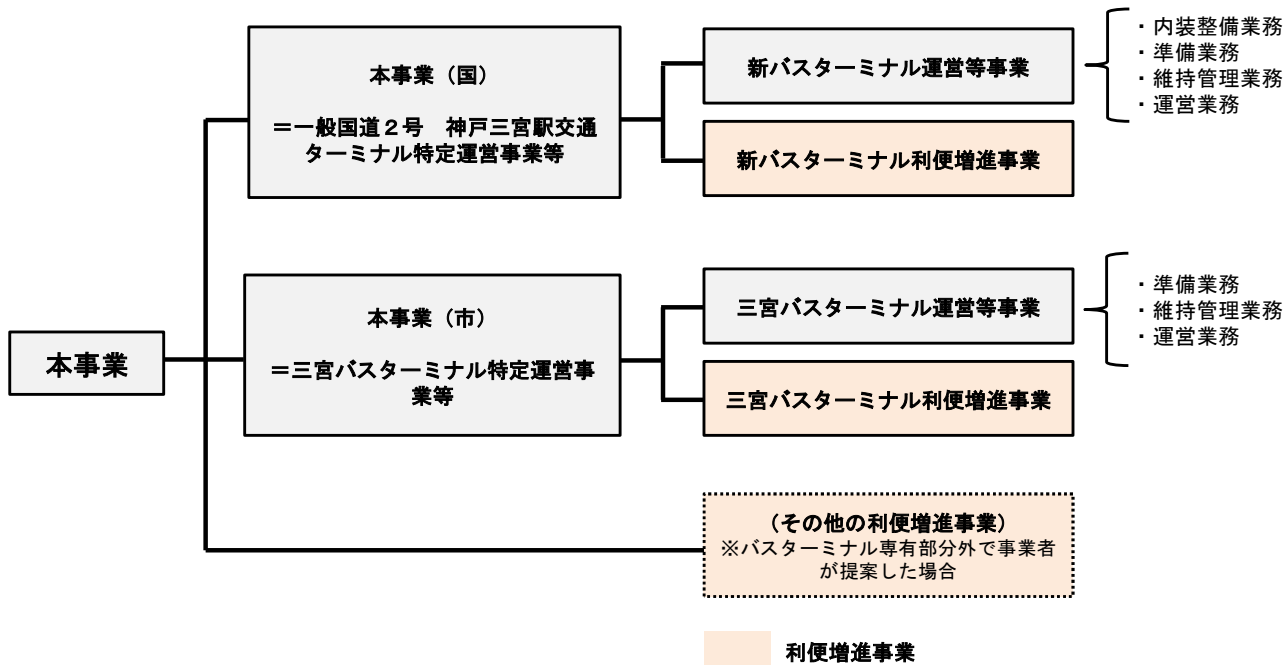 本事業
本事業（国）
＝一般国道２号　神戸三宮駅交通
ターミナル特定運営事業等
新バスターミナル運営等事業
・内装整備業務
・準備業務
・維持管理業務
・運営業務
新バスターミナル利便増進事業
本事業（市）
＝三宮バスターミナル特定運営事
業等
三宮バスターミナル運営等事業
・準備業務
・維持管理業務
・運営業務
三宮バスターミナル利便増進事業
（その他の利便増進事業）
※バスターミナル専有部分外で事業者
が提案した場合
利便増進事業